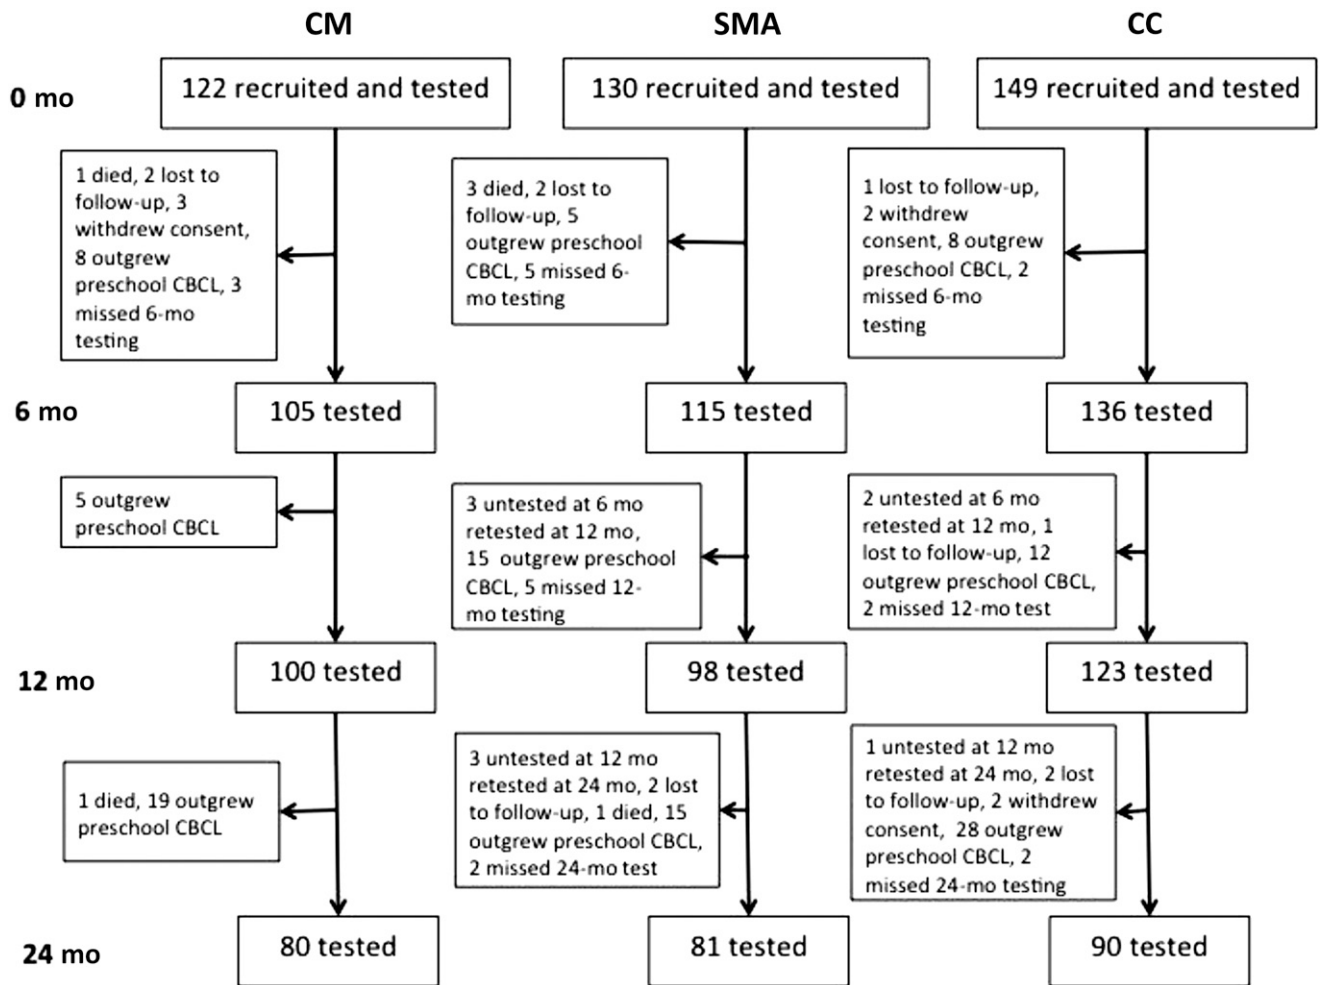 CM
SMA
CC
0 mo
122 recruited and tested
130 recruited and tested
149 recruited and tested
1 died, 2 lost to
follow-up, 3
withdrew consent,
8 outgrew
preschool CBCL, 3
missed 6-mo
testing
3 died, 2 lost to
follow-up, 5
outgrew preschool
CBCL, 5 missed 6-
mo testing
1 lost to follow-up,
2 withdrew
consent, 8 outgrew
preschool CBCL, 2
missed 6-mo
testing
6 mo
105 tested
115 tested
136 tested
5 outgrew
preschool CBCL
3 untested at 6 mo
retested at 12 mo,
15 outgrew preschool
CBCL, 5 missed 12-
mo testing
2 untested at 6 mo
retested at 12 mo, 1
lost to follow-up, 12
outgrew preschool CBCL,
2 missed 12-mo test
12 mo
100 tested
98 tested
123 tested
1 died, 19 outgrew
preschool CBCL
3 untested at 12 mo
retested at 24 mo, 2 lost
to follow-up, 1 died, 15
outgrew preschool CBCL,
2 missed 24-mo test
1 untested at 12 mo
retested at 24 mo, 2 lost
to follow-up, 2 withdrew
consent, 28 outgrew
preschool CBCL, 2
missed 24-mo testing
24 mo
80 tested
81 tested
90 tested